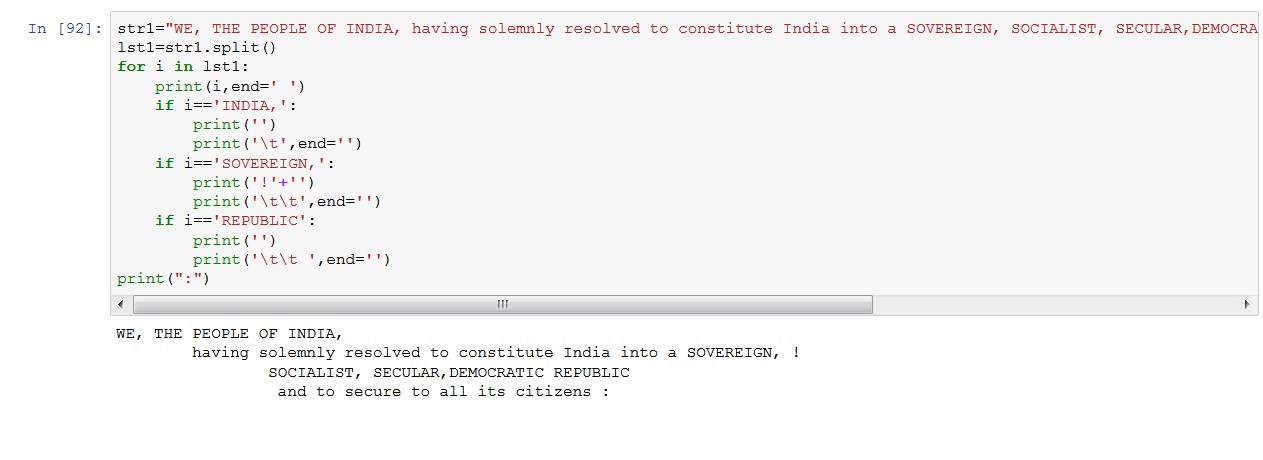 In [92]: str1="WE, THE PEOPLE OF INDIA, having solemnly resolved to constitute India into a SOVEREIGN, SOCIALIST, SECULAR,DEMOCRA
lst1=str1.split()
for i in lst1:
    print(i,end=' ')
    if i=='INDIA,':
        print('')
        print('\t',end='')
    if i=='SOVEREIGN,':
        print('!'+'')
        print('\t\t',end='')
    if i=='REPUBLIC':
        print('')
        print('\t\t ',end='')
print(":")
WE, THE PEOPLE OF INDIA,
        having solemnly resolved to constitute India into a SOVEREIGN, !
                SOCIALIST, SECULAR,DEMOCRATIC REPUBLIC
                 and to secure to all its citizens :